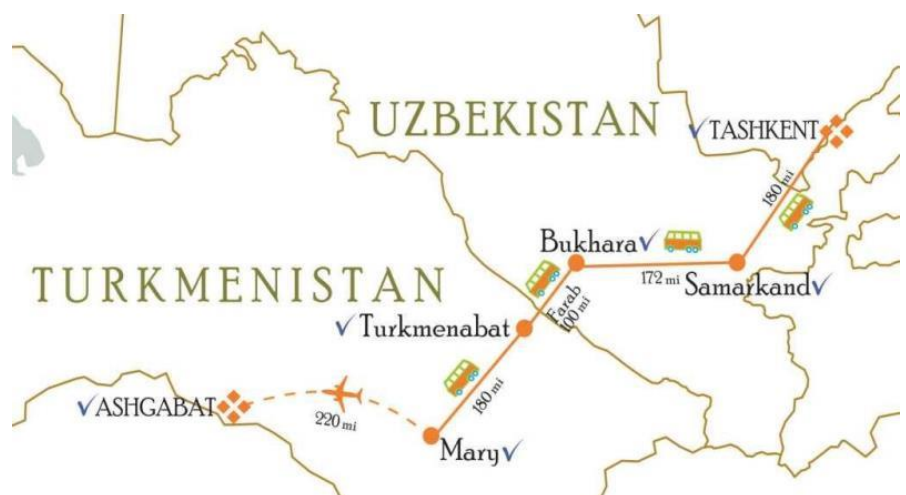 UZBEKISTAN
TASHKENT
180 mi
Bukhara
172 mi
Samarkand
TURKMENISTAN
Farab
100 mi
Turkmenabat
180 mi
ASHGABAT
220 mi
Mary